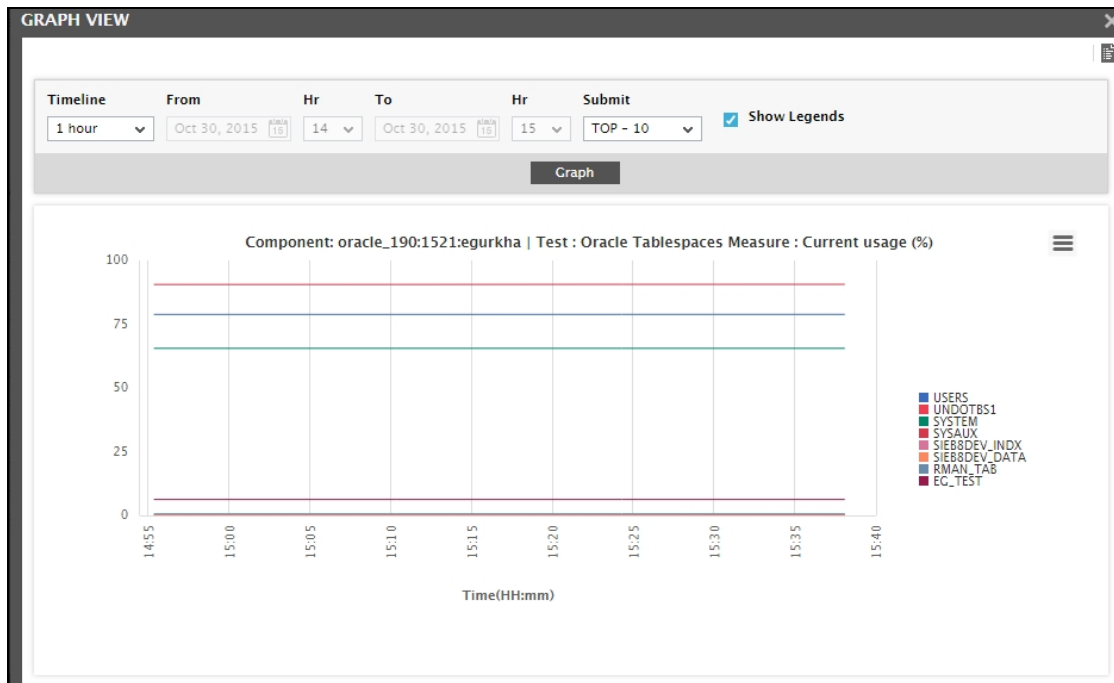 GRAPH VIEW
Timeline From Hr To Hr Submit
1 hour Oct 30, 2015 15 14 Oct 30, 2015 15 15 TOP - 10 Show Legends
Graph
Component: oracle_190:1521:egurkha | Test : Oracle Tablespaces Measure : Current usage (%)
100
75
50
25
0
USERS
UNDOTBS1
SYSTEM
SYSAUX
SIEB8DEV_INDX
SIEB8DEV_DATA
RMAN_TAB
EG_TEST
14:55 15:00 15:05 15:10 15:15 15:20 15:25 15:30 15:35 15:40
Time(HH:mm)